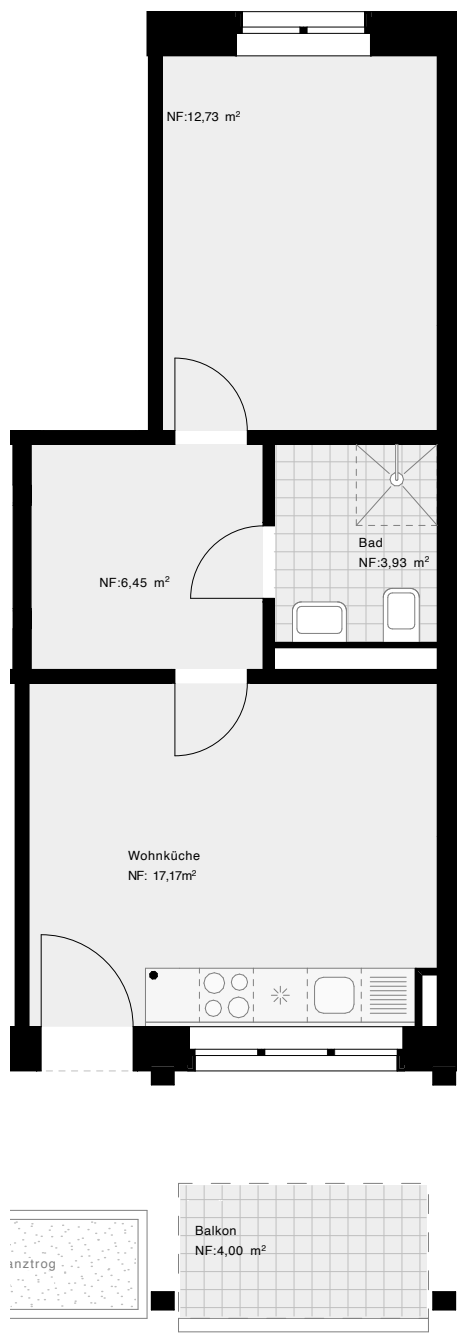 NF:12,73 m²
Bad
NF:3,93 m²
NF:6,45 m²
Wohnküche
NF: 17,17m²
Balkon
NF:4,00 m²
anztrog